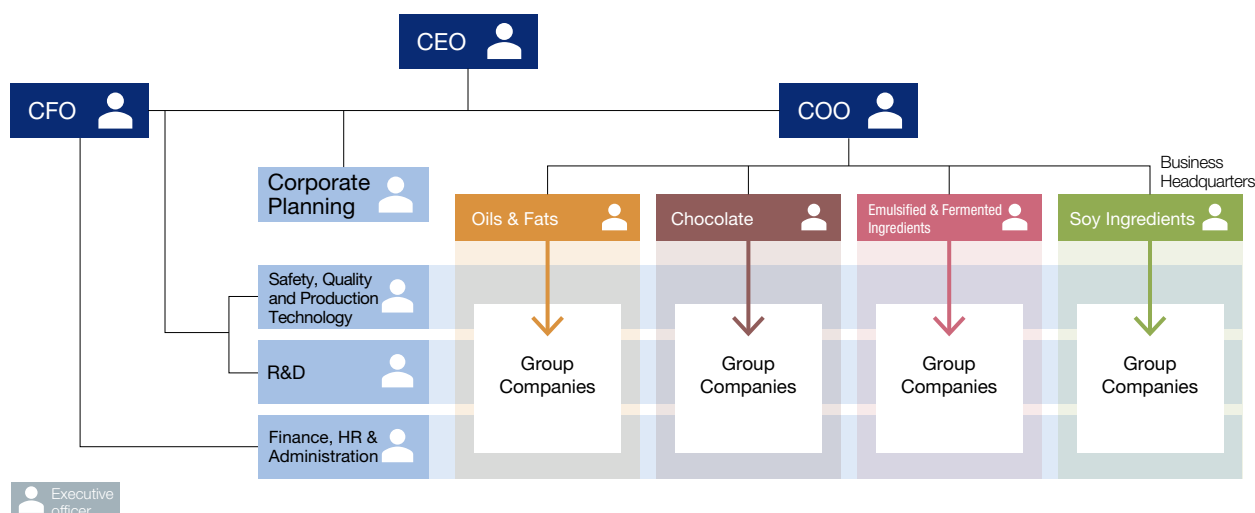 CEO
CFO
COO
Business
Headquarters
Corporate
Planning
Oils & Fats
Chocolate
Emulsified & Fermented
Ingredients
Soy Ingredients
Safety, Quality
and Production
Technology
R&D
Finance, HR &
Administration
Group
Companies
Group
Companies
Group
Companies
Group
Companies
Executive
officer